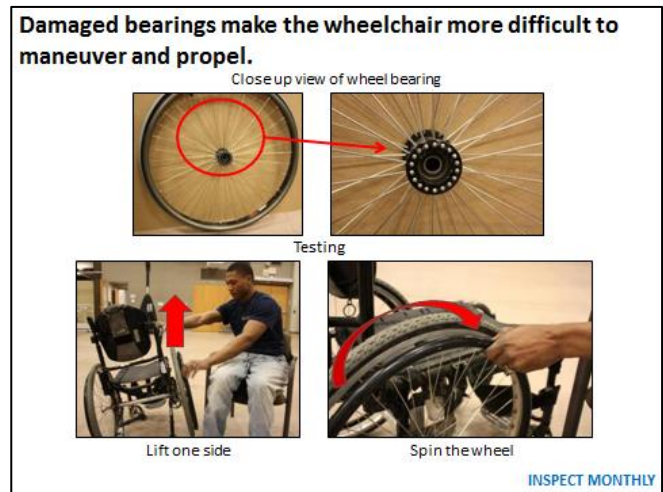 Damaged bearings make the wheelchair more difficult to
maneuver and propel.
Close up view of wheel bearing
Testing
Lift one side
Spin the wheel
INSPECT MONTHLY